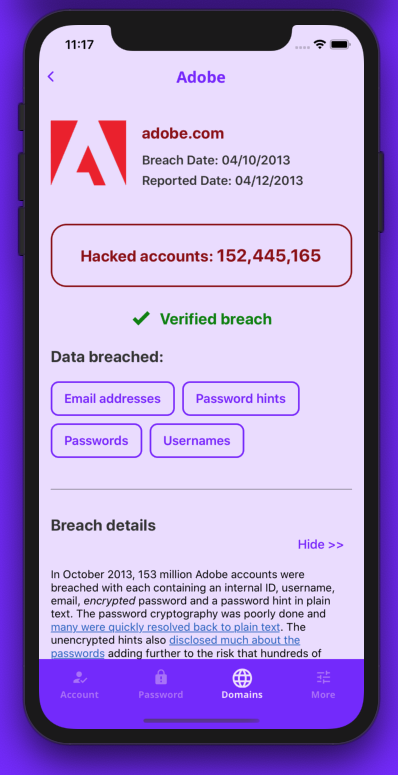 11:17
Adobe
adobe.com
Breach Date: 04/10/2013
Reported Date: 04/12/2013
Hacked accounts: 152,445,165
Verified breach
Data breached:
Email addresses
Password hints
Passwords
Usernames
Breach details
Hide >>
In October 2013, 153 million Adobe accounts were
breached with each containing an internal ID, username,
email, encrypted password and a password hint in plain
text. The password cryptography was poorly done and
many were quickly resolved back to plain text. The
unencrypted hints also disclosed much about the
passwords adding further to the risk that hundreds of
Account
Password
Domains
More